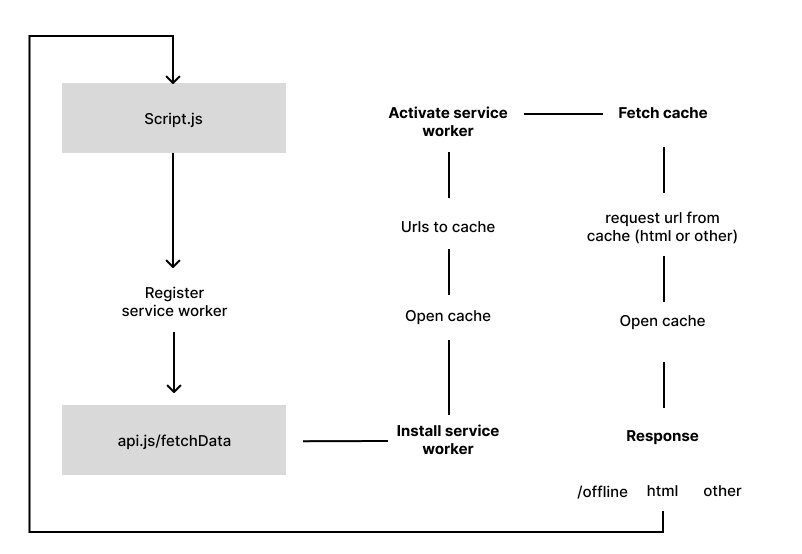 Script.js
Register
service worker
api.js/fetchData
Install service
worker
Open cache
Urls to cache
Activate service
worker
Fetch cache
request url from
cache (html or other)
Open cache
Response
/offline
html
other